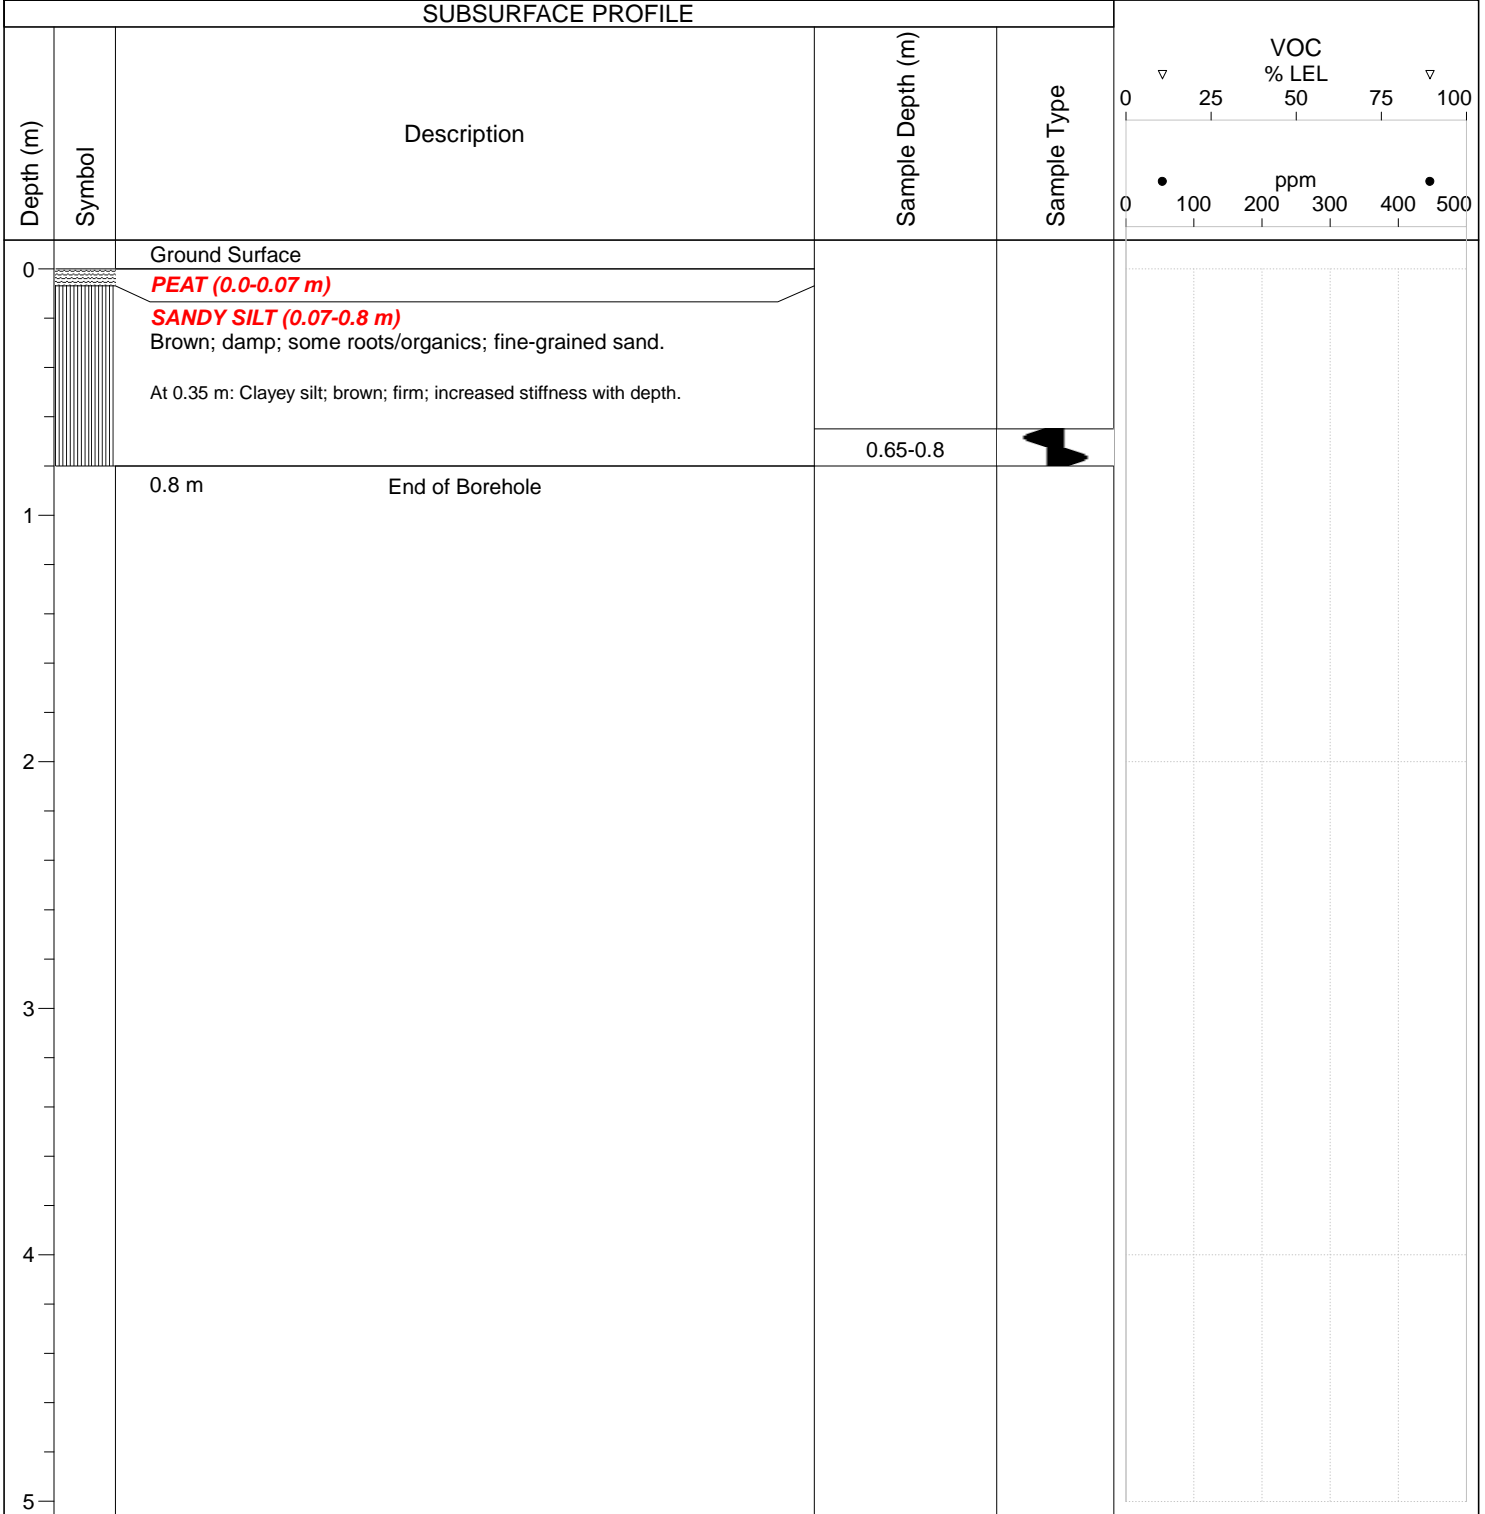 SUBSURFACE PROFILE
Depth (m)
Symbol
Description
Sample Depth (m)
Sample Type
VOC
% LEL
0 25 50 75 100
ppm
0 100 200 300 400 500
Ground Surface
0
PEAT (0.0-0.07 m)
SANDY SILT (0.07-0.8 m)
Brown; damp; some roots/organics; fine-grained sand.
At 0.35 m: Clayey silt; brown; firm; increased stiffness with depth.
0.65-0.8
0.8 m End of Borehole
1
2
3
4
5